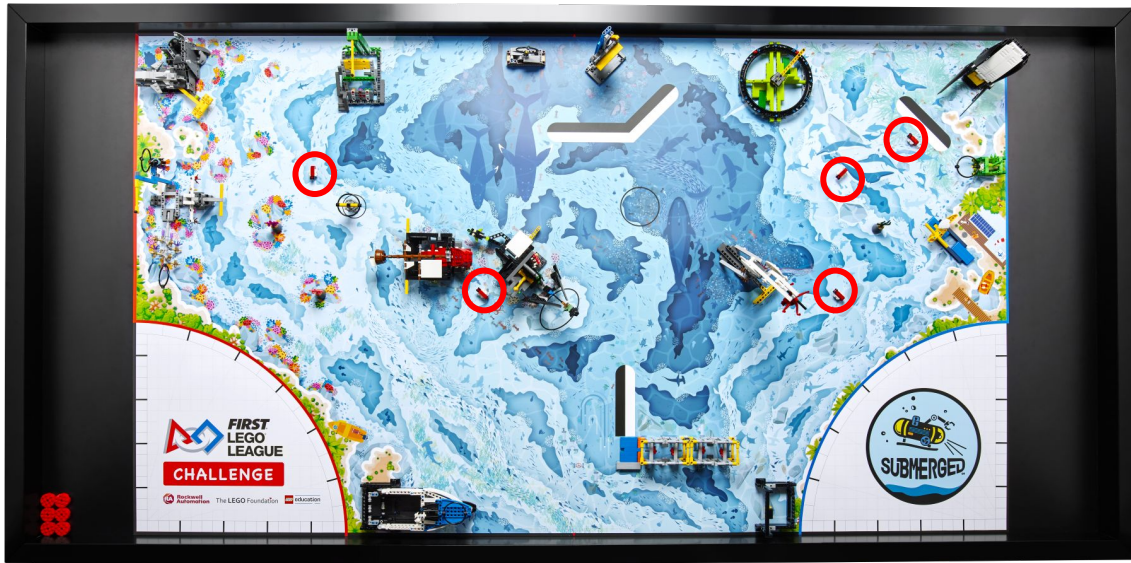 FIRST
LEGO
LEAGUE
CHALLENGE
Rockwell
Automation
The LEGO Foundation
education
SUBMERGED